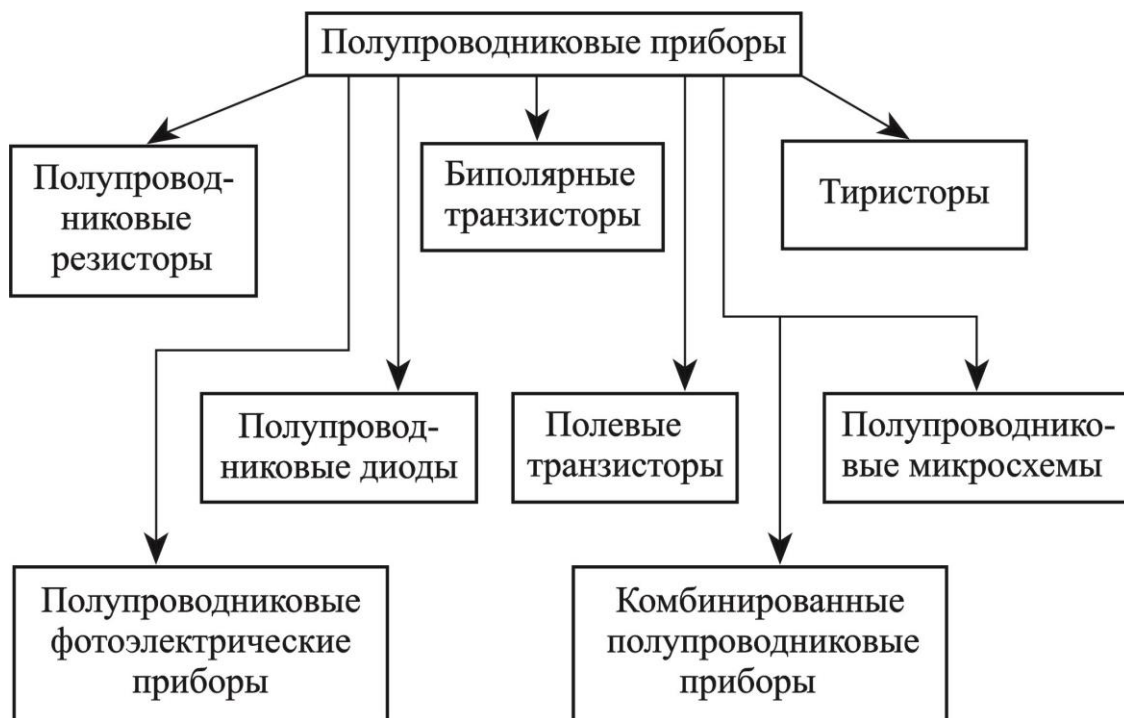 Полупроводниковые приборы
Полупровод-
никовые
резисторы
Биполярные
транзисторы
Тиристоры
Полупровод-
никовые диоды
Полевые
транзисторы
Полупроводнико-
вые микросхемы
Полупроводниковые
фотоэлектрические
приборы
Комбинированные
полупроводниковые
приборы